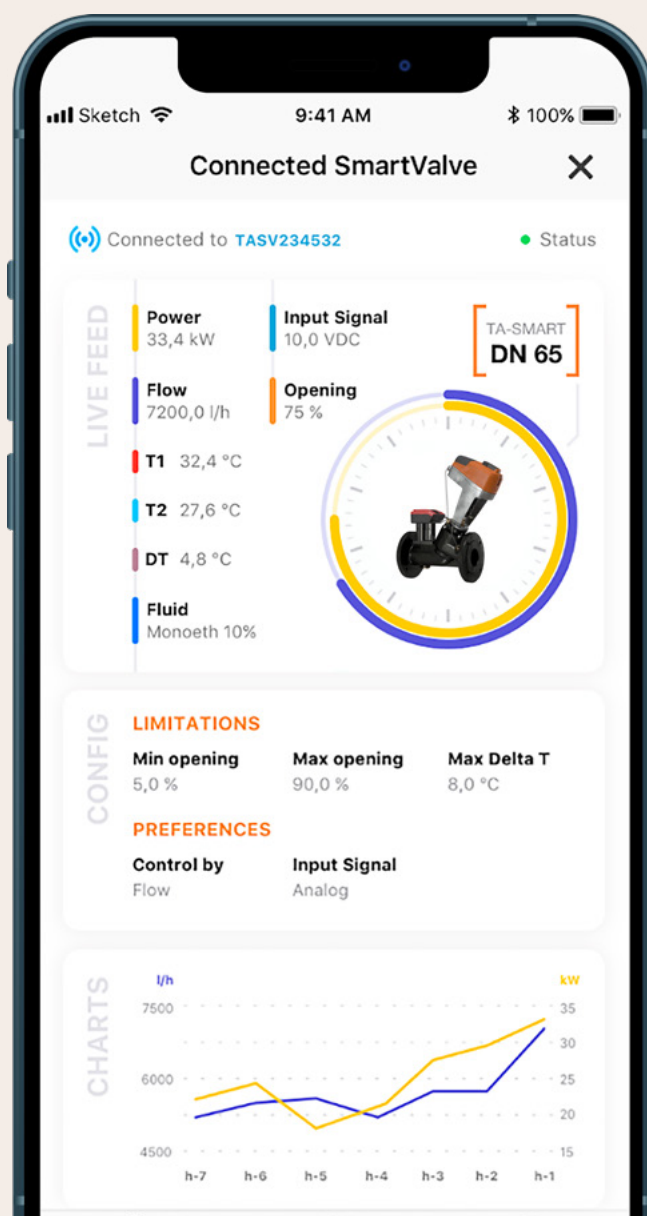 Sketch 9:41 AM 100%
Connected SmartValve
Connected to TASV234532 Status
LIVE FEED
Power
33,4 kW
Input Signal
10,0 VDC
TA-SMART
DN 65
Flow
7200,0 l/h
Opening
75 %
T1 32,4 °C
T2 27,6 °C
DT 4,8 °C
Fluid
Monoeth 10%
CONFIG
LIMITATIONS
Min opening
5,0 %
Max opening
90,0 %
Max Delta T
8,0 °C
PREFERENCES
Control by
Flow
Input Signal
Analog
CHARTS
l/h kW
7500 35
30
6000 25
20
4500 15
h-7 h-6 h-5 h-4 h-3 h-2 h-1